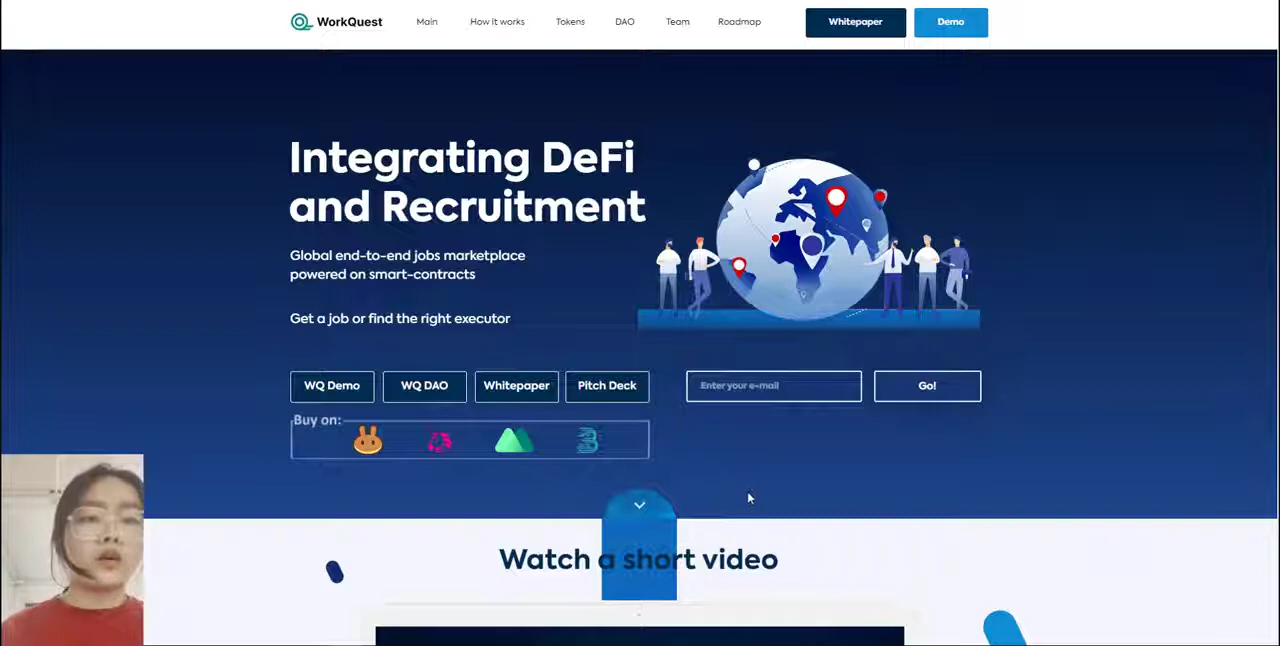 WorkQuest
Main
How it works
Tokens
DAO
Team
Roadmap
Whitepaper
Demo
Integrating DeFi
and Recruitment
Global end-to-end jobs marketplace
powered on smart-contracts
Get a job or find the right executor
WQ Demo
WQ DAO
Whitepaper
Pitch Deck
Enter your e-mail
Go!
Buy on:
Watch a short video